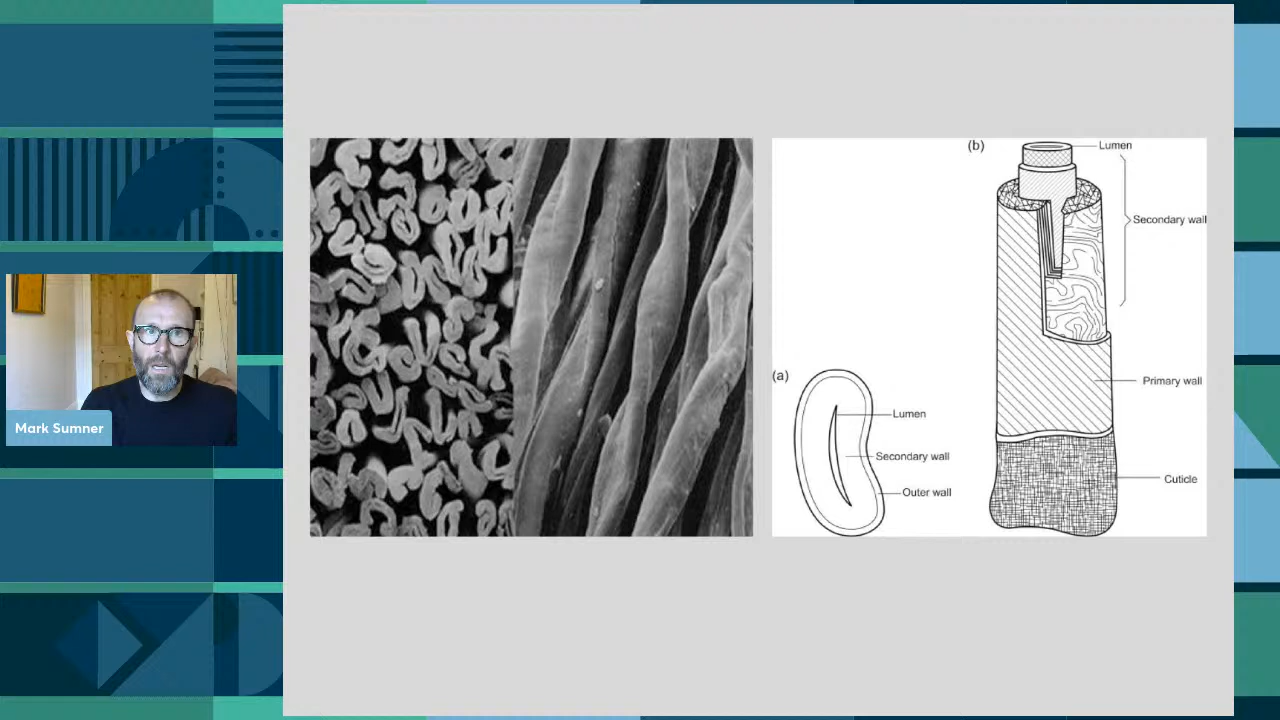 Mark Sumner
(a)
Lumen
Secondary wall
Outer wall
(b)
Lumen
Secondary wall
Primary wall
Cuticle